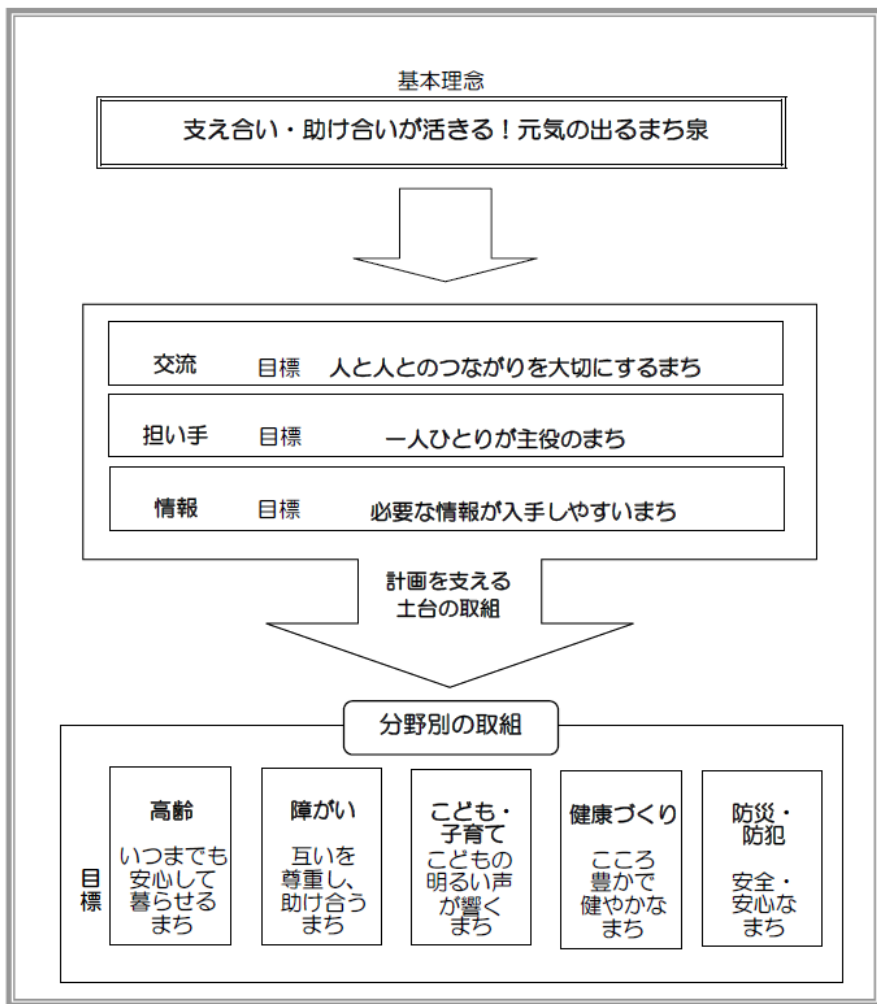 基本理念
支え合い・助け合いが活きる！元気の出るまち泉
交流 目標 人と人とのつながりを大切にするまち
担い手 目標 一人ひとりが主役のまち
情報 目標 必要な情報が入手しやすいまち
計画を支える
土台の取組
分野別の取組
目標
高齢
いつまでも
安心して
暮らせる
まち
障がい
互いを
尊重し、
助け合う
まち
こども・
子育て
こどもの
明るい声
が響く
まち
健康づくり
こころ
豊かで
健やかな
まち
防災・
防犯
安全・
安心な
まち